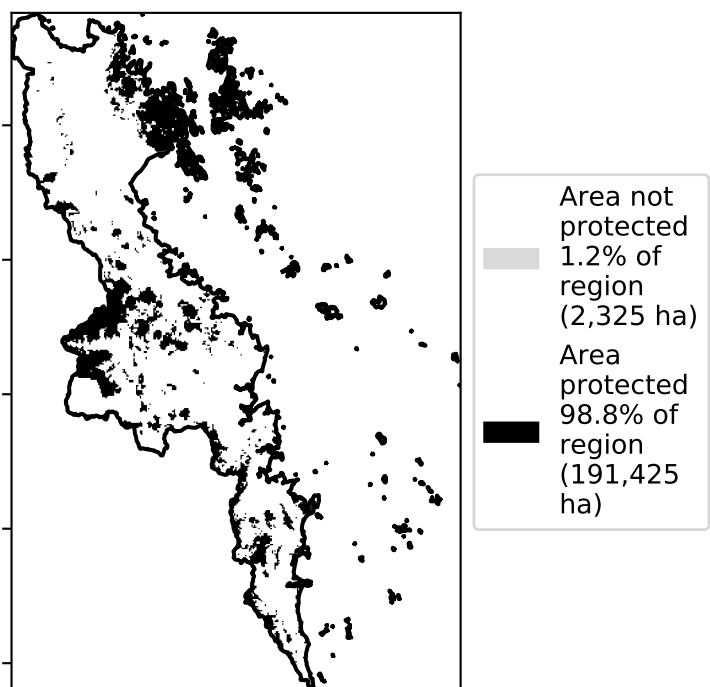 Area not
protected
1.2% of
region
(2,325 ha)
Area
protected
98.8% of
region
(191,425
ha)